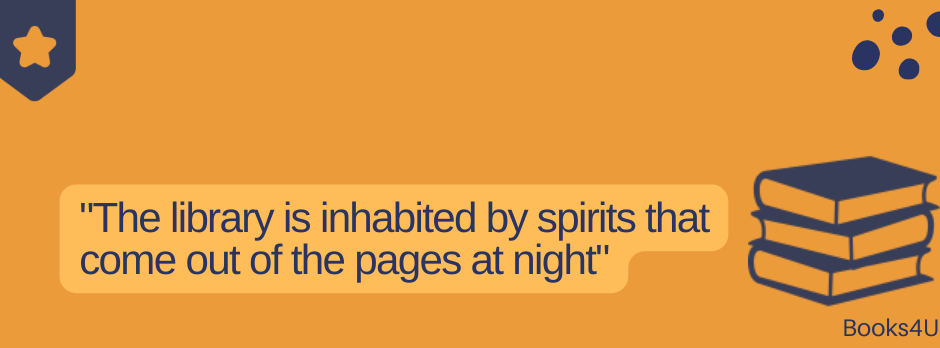 "The library is inhabited by spirits that
come out of the pages at night"
Books4U